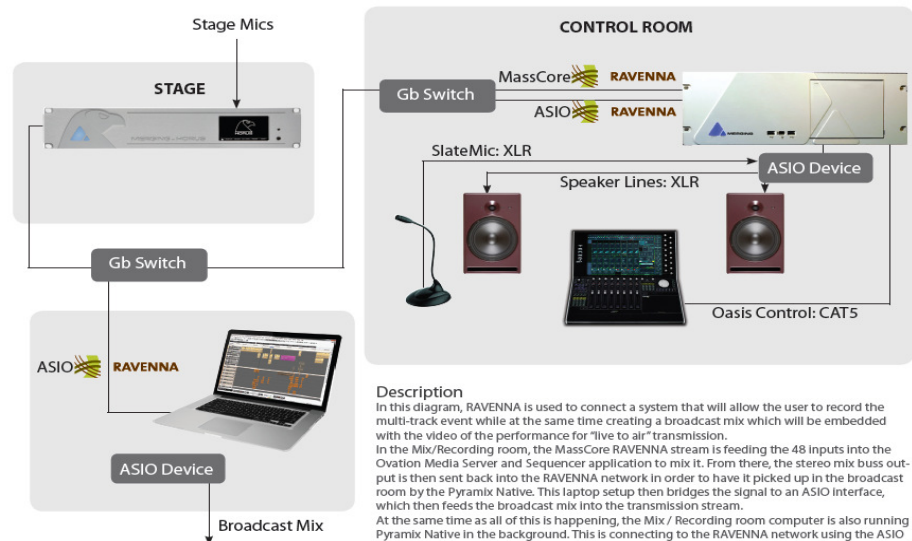 Stage Mics
CONTROL ROOM
STAGE
MassCore RAVENNA
Gb Switch
ASIO RAVENNA
MERGING
MERGING - HORUS
HORUS
SlateMic: XLR
ASIO Device
Speaker Lines: XLR
Gb Switch
Oasis Control: CAT5
ASIO RAVENNA
Description
In this diagram, RAVENNA is used to connect a system that will allow the user to record the
multi-track event while at the same time creating a broadcast mix which will be embedded
with the video of the performance for "live to air" transmission.
In the Mix/Recording room, the MassCore RAVENNA stream is feeding the 48 inputs into the
Ovation Media Server and Sequencer application to mix it. From there, the stereo mix buss out-
put is then sent back into the RAVENNA network in order to have it picked up in the broadcast
room by the Pyramix Native. This laptop setup then bridges the signal to an ASIO interface,
which then feeds the broadcast mix into the transmission stream.
At the same time as all of this is happening, the Mix / Recording room computer is also running
Pyramix Native in the background. This is connecting to the RAVENNA network using the ASIO
ASIO Device
Broadcast Mix